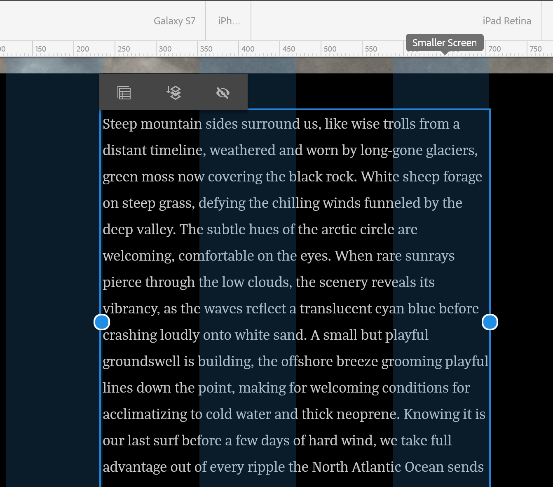 Galaxy S7 iPh... iPad Retina
Smaller Screen
150 200 250 300 350 400 450 500 550 700 750
Steep mountain sides surround us, like wise trolls from a
distant timeline, weathered and worn by long-gone glaciers,
green moss now covering the black rock. White sheep forage
on steep grass, defying the chilling winds funneled by the
deep valley. The subtle hues of the arctic circle are
welcoming, comfortable on the eyes. When rare sunrays
pierce through the low clouds, the scenery reveals its
vibrancy, as the waves reflect a translucent cyan blue before
crashing loudly onto white sand. A small but playful
groundswell is building, the offshore breeze grooming playful
lines down the point, making for welcoming conditions for
acclimatizing to cold water and thick neoprene. Knowing it is
our last surf before a few days of hard wind, we take full
advantage out of every ripple the North Atlantic Ocean sends